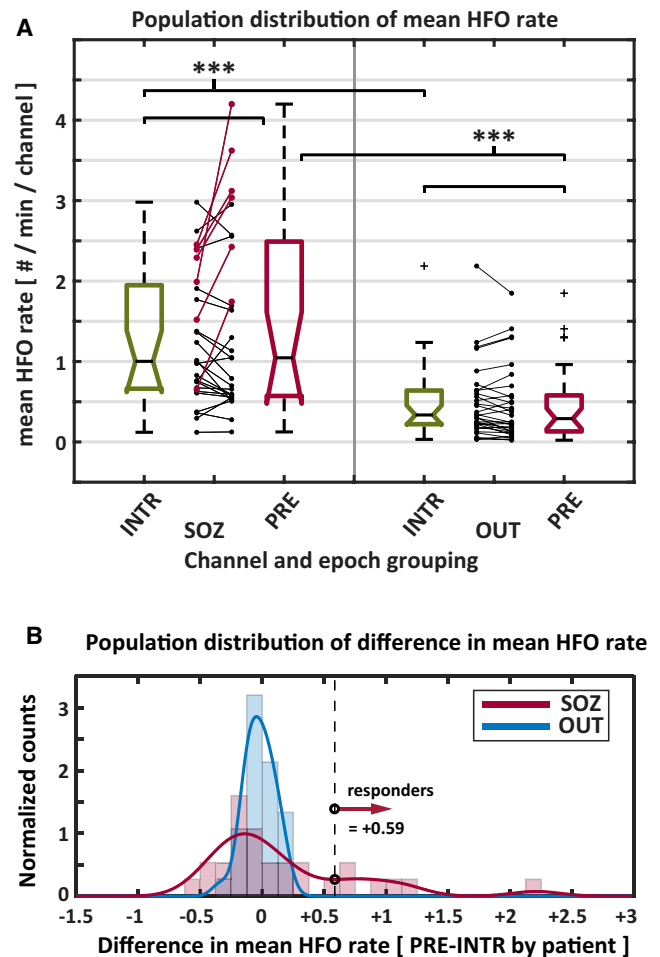 A
Population distribution of mean HFO rate
mean HFO rate [ # / min / channel ]
4
3
2
1
0
***
***
INTR
SOZ
PRE
INTR
OUT
PRE
Channel and epoch grouping
B
Population distribution of difference in mean HFO rate
Normalized counts
3
2
1
0
SOZ
OUT
responders
= +0.59
-1.5
-1
-0.5
0
+0.5
+1
+1.5
+2
+2.5
+3
Difference in mean HFO rate [ PRE-INTR by patient ]